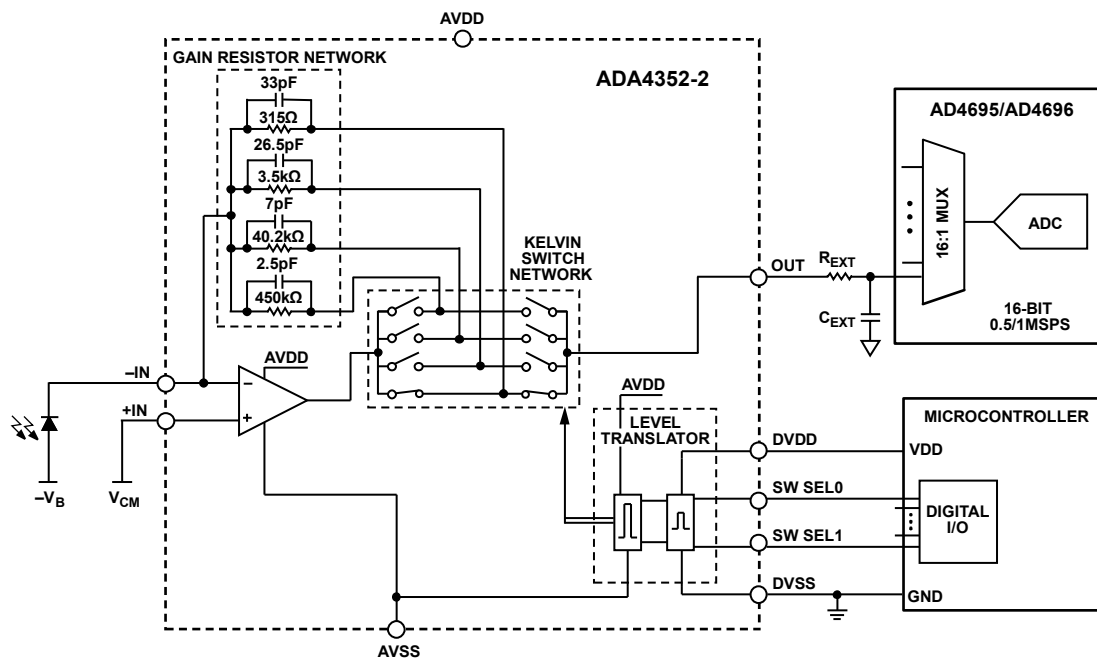 AVDD
GAIN RESISTOR NETWORK
33pF
315Ω
26.5pF
3.5kΩ
7pF
40.2kΩ
2.5pF
450kΩ
ADA4352-2
KELVIN
SWITCH
NETWORK
AD4695/AD4696
16:1 MUX
ADC
16-BIT
0.5/1MSPS
OUT
REXT
CEXT
–IN
+IN
AVDD
–
+
–VB
VCM
AVDD
LEVEL
TRANSLATOR
DVDD
SW SEL0
SW SEL1
DVSS
MICROCONTROLLER
VDD
DIGITAL
I/O
GND
AVSS